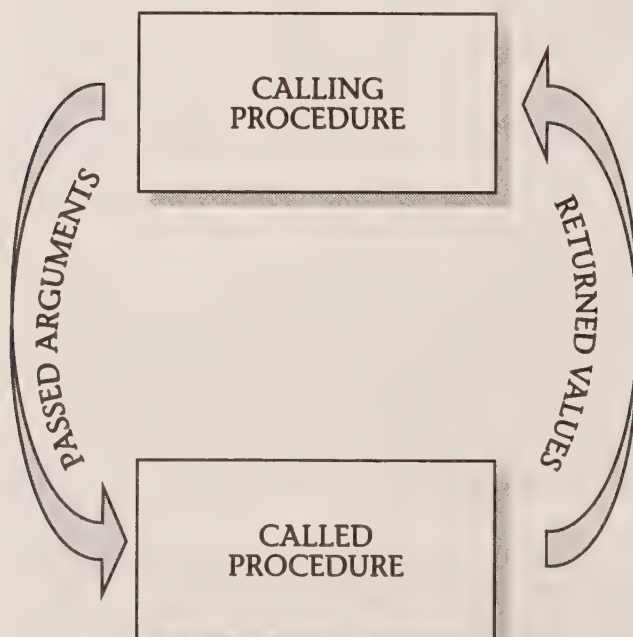 CALLING
PROCEDURE
PASSED ARGUMENTS
RETURNED VALUES
CALLED
PROCEDURE